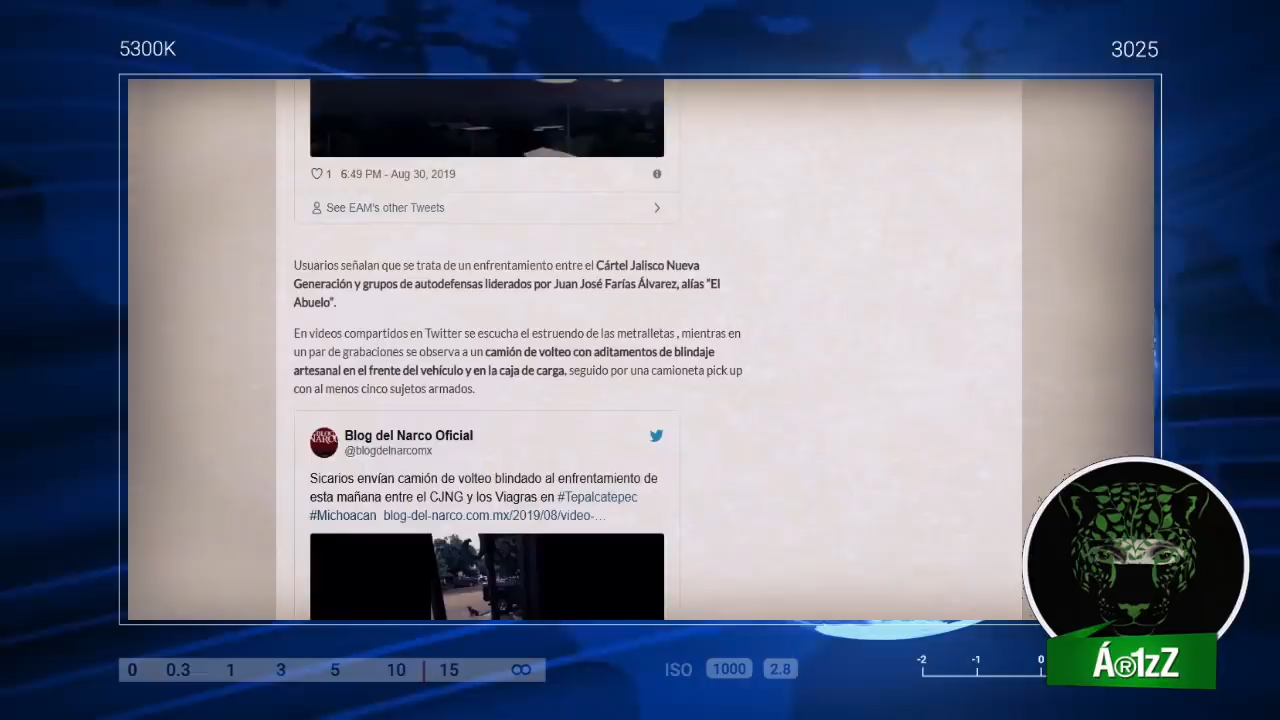 5300K
3025
1 6:49 PM - Aug 30, 2019
See EAM's other Tweets
Usuarios señalan que se trata de un enfrentamiento entre el Cártel Jalisco Nueva
Generación y grupos de autodefensas liderados por Juan José Farías Álvarez, alías "El
Abuelo".
En videos compartidos en Twitter se escucha el estruendo de las metralletas , mientras en
un par de grabaciones se observa a un camión de volteo con aditamentos de blindaje
artesanal en el frente del vehículo y en la caja de carga, seguido por una camioneta pick up
con al menos cinco sujetos armados.
BLOG
NARCO
Blog del Narco Oficial
@blogdelnarcomx
Sicarios envían camión de volteo blindado al enfrentamiento de
esta mañana entre el CJNG y los Viagras en #Tepalcatepec
#Michoacan blog-del-narco.com.mx/2019/08/video-...
0 0.3 1 3 5 10 15 ∞
ISO 1000 2.8
-2 -1 0
Á®1zZ